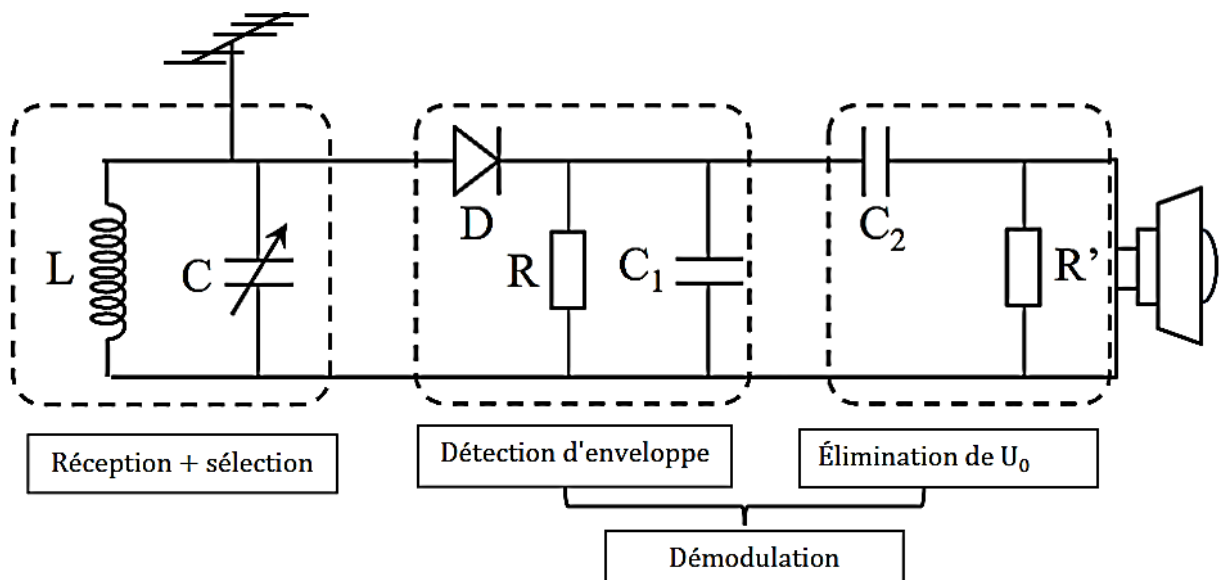 L
C
D
R
C₁
C₂
R’
Réception + sélection
Détection d'enveloppe
Élimination de U₀
Démodulation